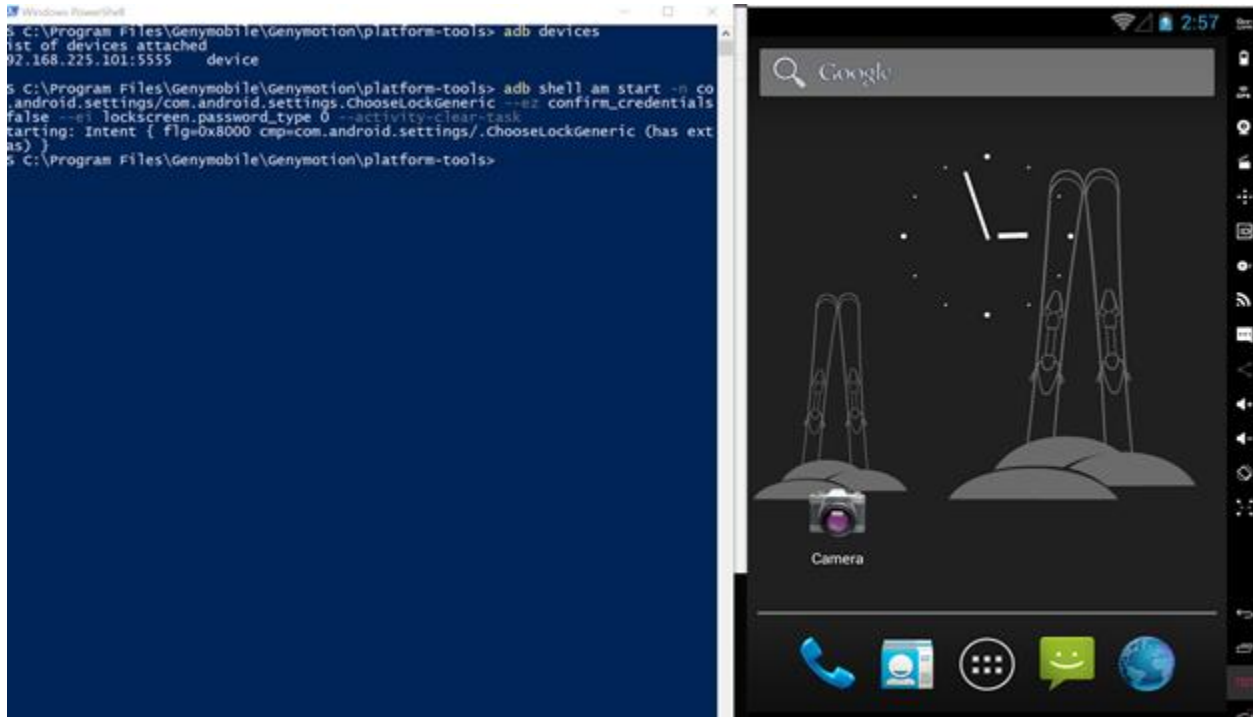 Windows PowerShell
S C:\Program Files\Genymobile\Genymotion\platform-tools> adb devices
ist of devices attached
92.168.225.101:5555 device
S C:\Program Files\Genymobile\Genymotion\platform-tools> adb shell am start -n co
.android.settings/com.android.settings.ChooseLockGeneric --ez confirm_credentials
false --ei lockscreen.password_type 0 --activity-clear-task
tarting: Intent { flg=0x8000 cmp=com.android.settings/.ChooseLockGeneric (has ext
as) }
S C:\Program Files\Genymobile\Genymotion\platform-tools>
2:57
Google
Camera